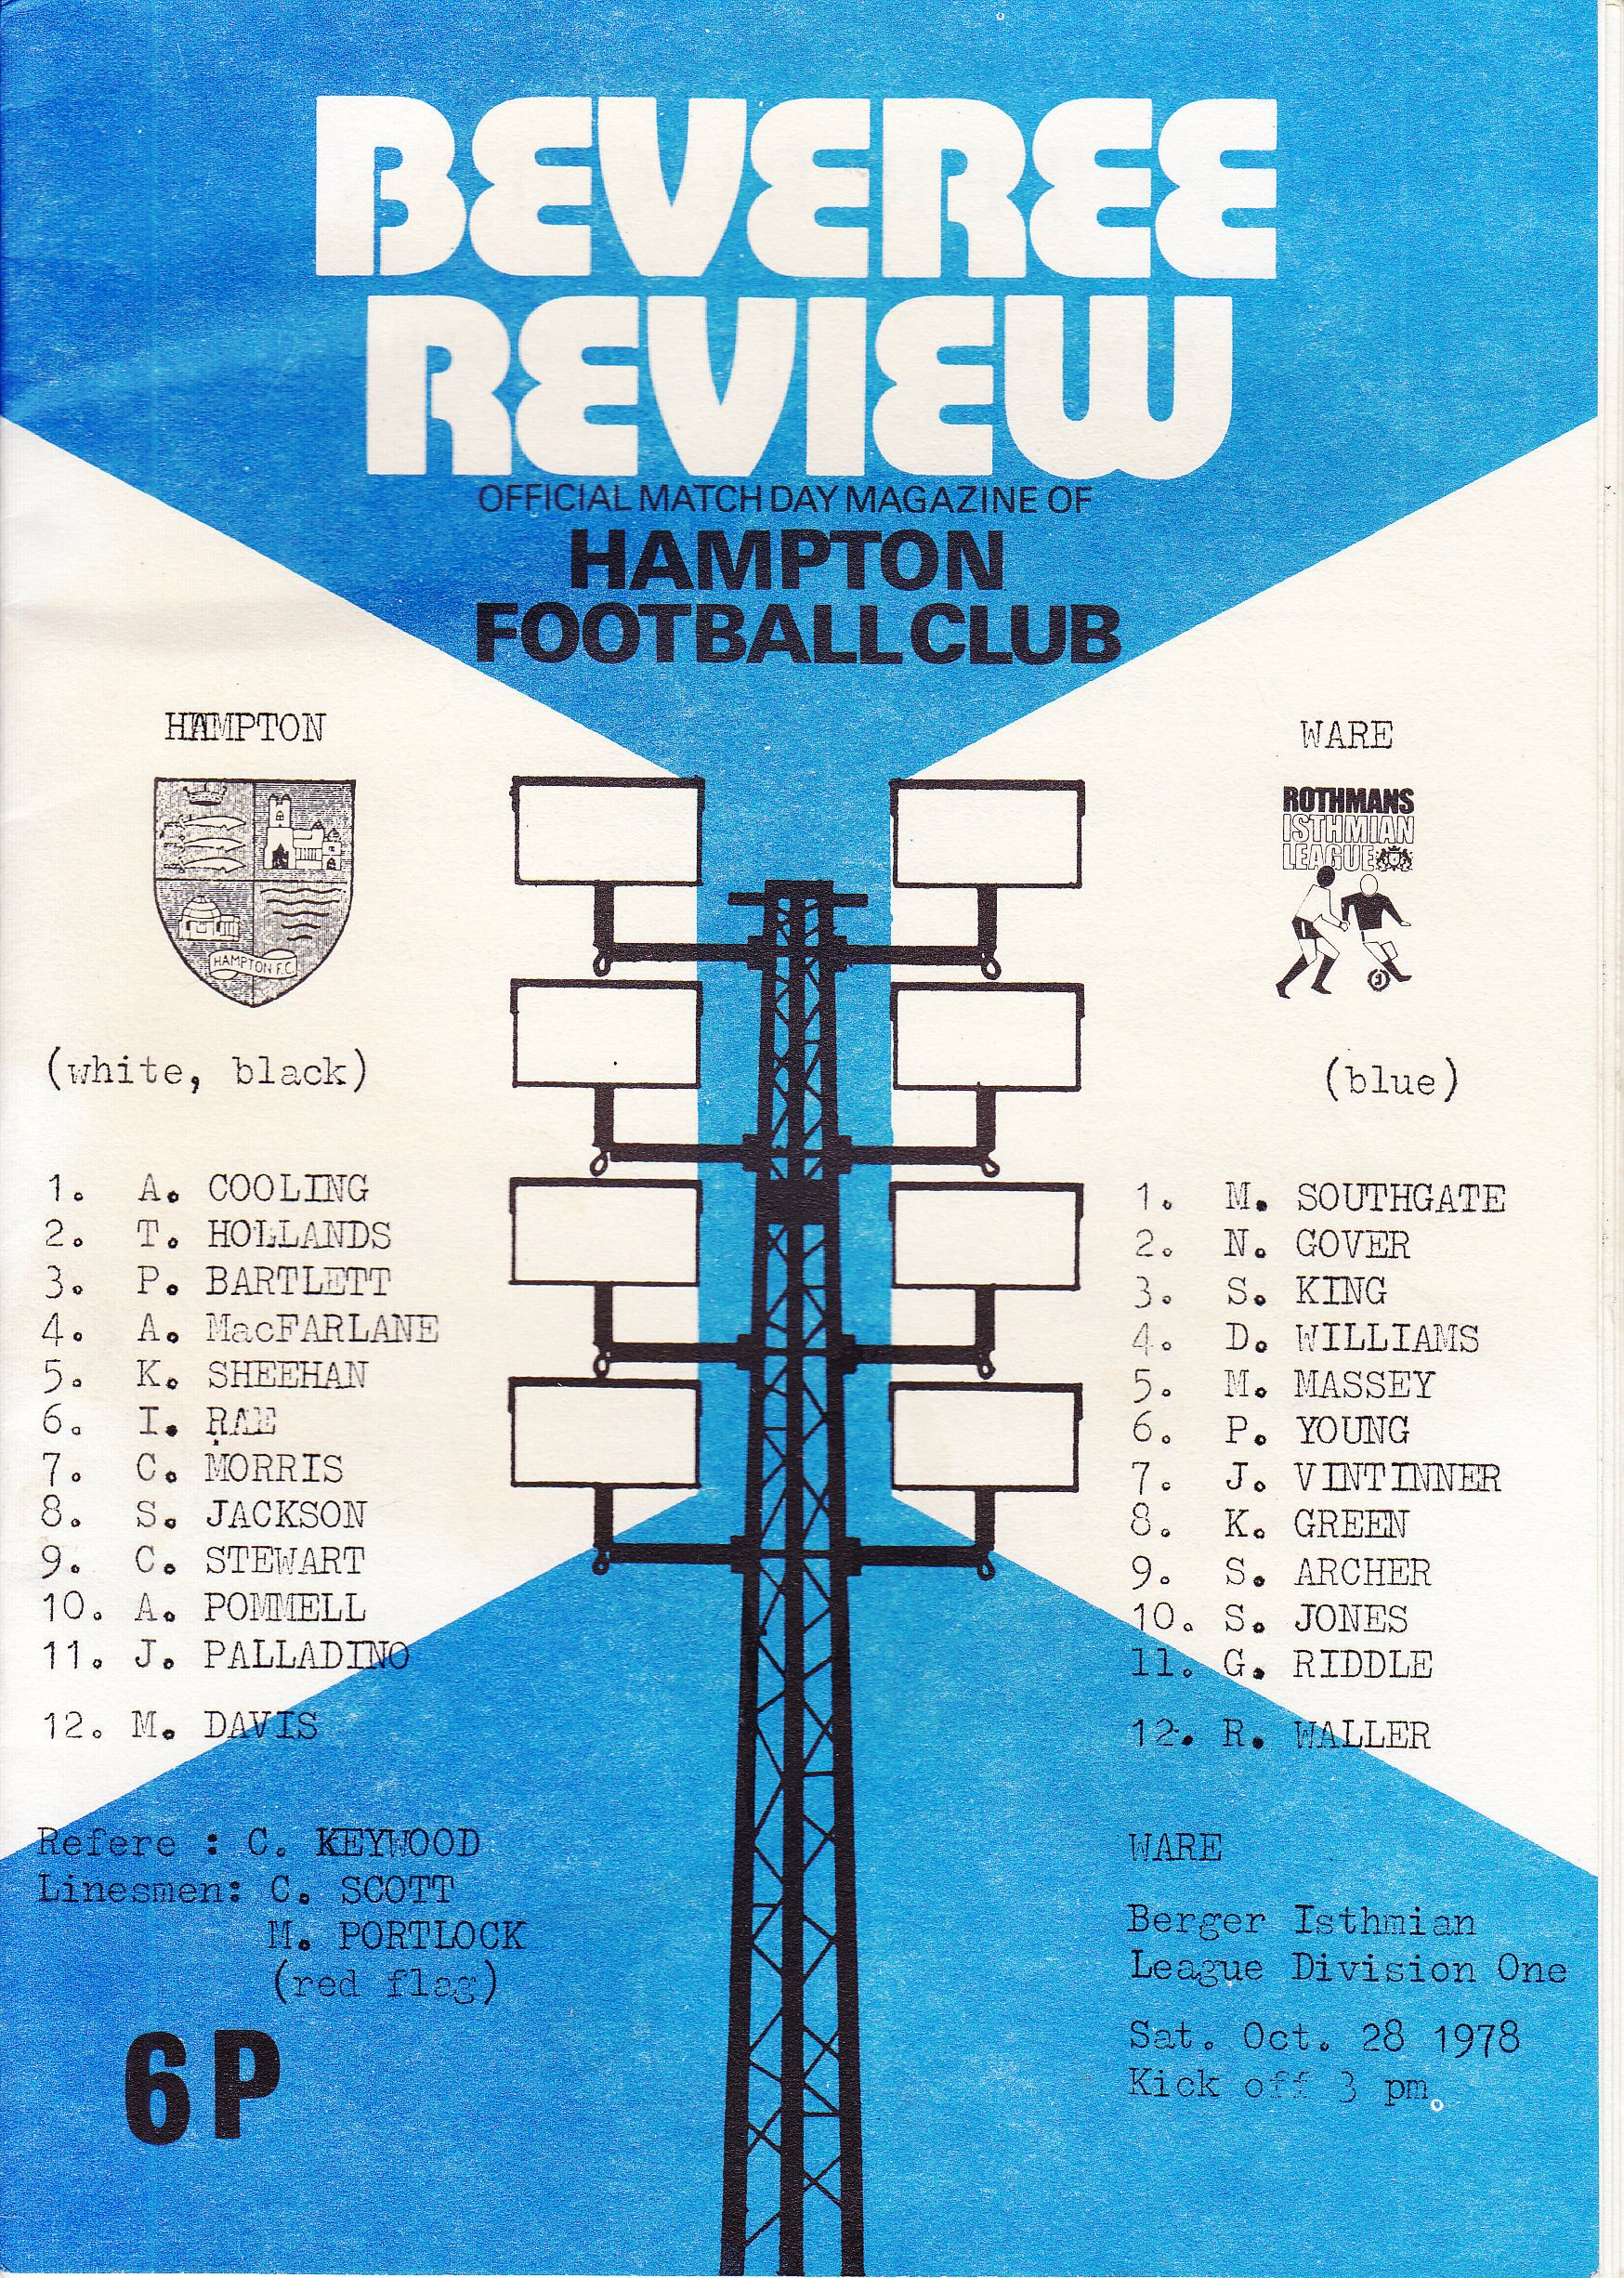 BEVEREE
REVIEW
OFFICIAL MATCH DAY MAGAZINE OF
HAMPTON
FOOTBALL CLUB
HAMPTON
HAMPTON F.C.
(white, black)
1. A. COOLING
2. T. HOLLANDS
3. P. BARTLETT
4. A. MacFARLANE
5. K. SHEEHAN
6. I. RAE
7. C. MORRIS
8. S. JACKSON
9. C. STEWART
10. A. POMMELL
11. J. PALLADINO
12. M. DAVIS
Refere : C. KEYWOOD
Linesmen: C. SCOTT
M. PORTLOCK
(red flag)
6P
WARE
ROTHMANS
ISTHMIAN
LEAGUE
(blue)
1. M. SOUTHGATE
2. N. GOVER
3. S. KING
4. D. WILLIAMS
5. M. MASSEY
6. P. YOUNG
7. J. VINTINNER
8. K. GREEN
9. S. ARCHER
10. S. JONES
11. G. RIDDLE
12. R. WALLER
WARE
Berger Isthmian
League Division One
Sat. Oct. 28 1978
Kick off 3 pm.